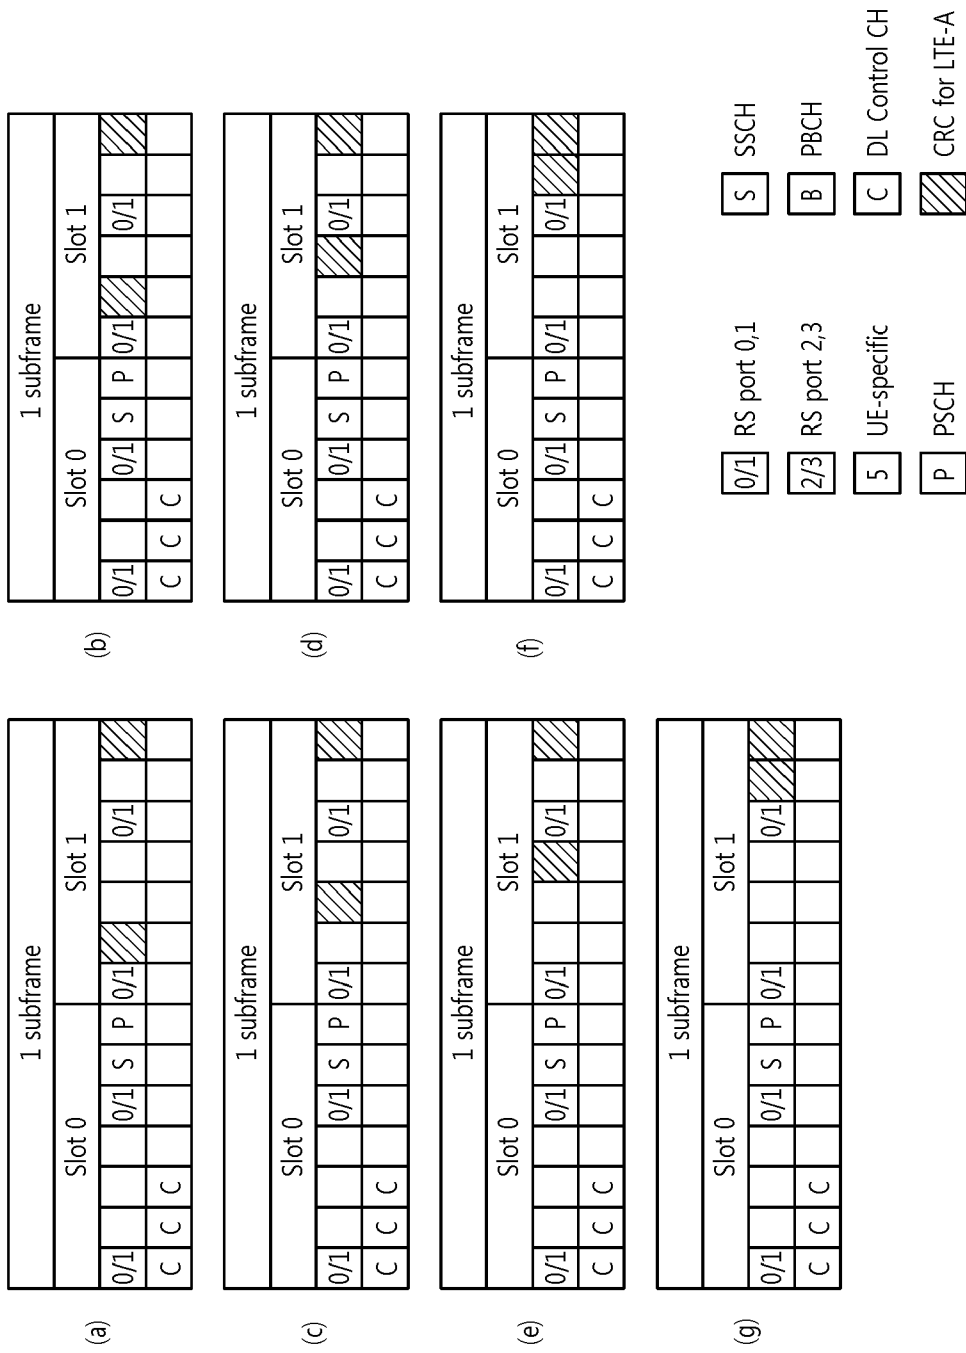 (a)
1 subframe
Slot 0 Slot 1
0/1 0/1 S P 0/1 0/1
C C C
(b)
1 subframe
Slot 0 Slot 1
0/1 0/1 S P 0/1 0/1
C C C
(c)
1 subframe
Slot 0 Slot 1
0/1 0/1 S P 0/1 0/1
C C C
(d)
1 subframe
Slot 0 Slot 1
0/1 0/1 S P 0/1 0/1
C C C
(e)
1 subframe
Slot 0 Slot 1
0/1 0/1 S P 0/1 0/1
C C C
(f)
1 subframe
Slot 0 Slot 1
0/1 0/1 S P 0/1 0/1
C C C
(g)
1 subframe
Slot 0 Slot 1
0/1 0/1 S P 0/1 0/1
C C C
0/1 RS port 0,1
2/3 RS port 2,3
5 UE-specific
P PSCH
S SSCH
B PBCH
C DL Control CH
CRC for LTE-A